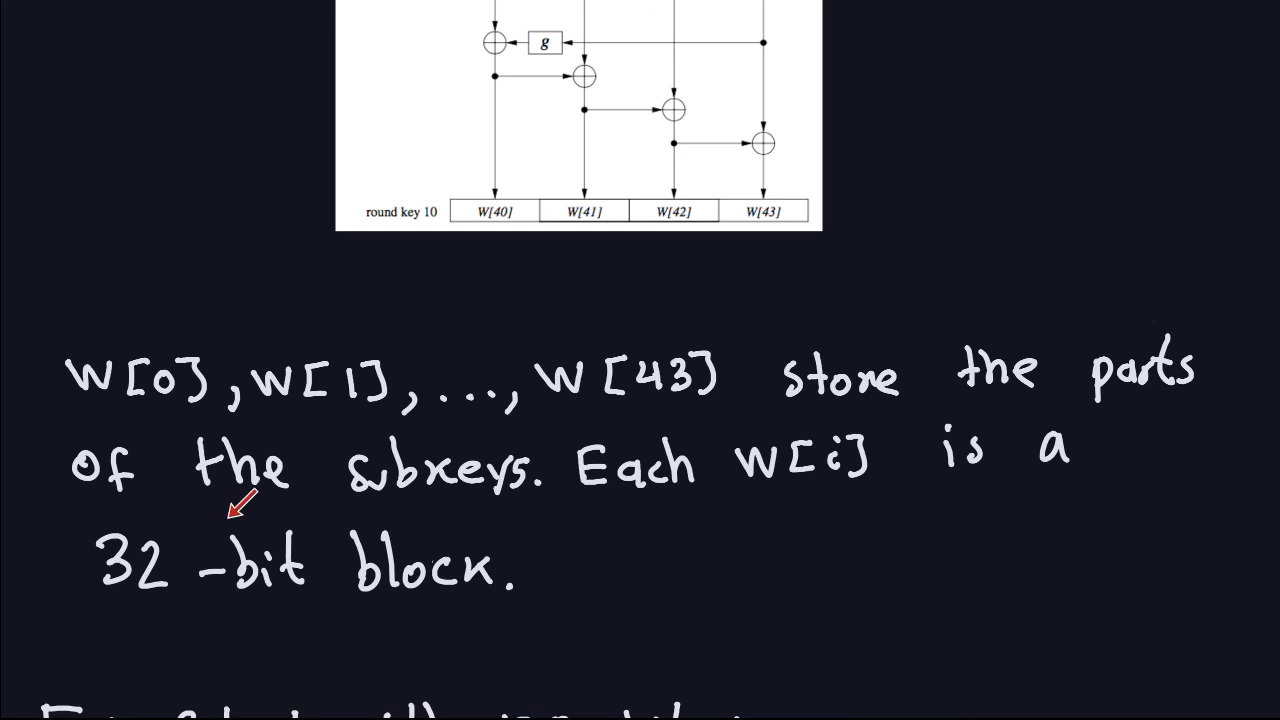 g
round key 10 W[40] W[41] W[42] W[43]
W[0], W[1], ..., W[43] store the parts
of the subkeys. Each W[i] is a
32-bit block.